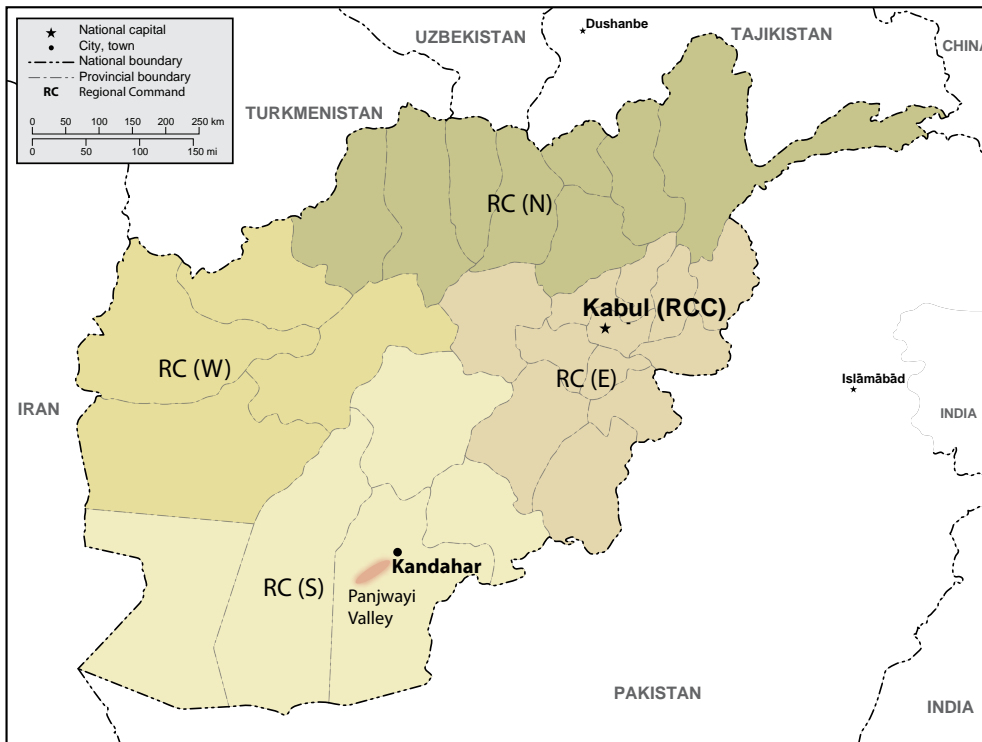 National capital
City, town
National boundary
Provincial boundary
RC Regional Command
0 50 100 150 200 250 km
0 50 100 150 mi
UZBEKISTAN
Dushanbe
TAJIKISTAN
CHINA
TURKMENISTAN
RC (N)
Kabul (RCC)
RC (W)
RC (E)
Islāmābād
IRAN
INDIA
Kandahar
RC (S)
Panjwayi
Valley
PAKISTAN
INDIA